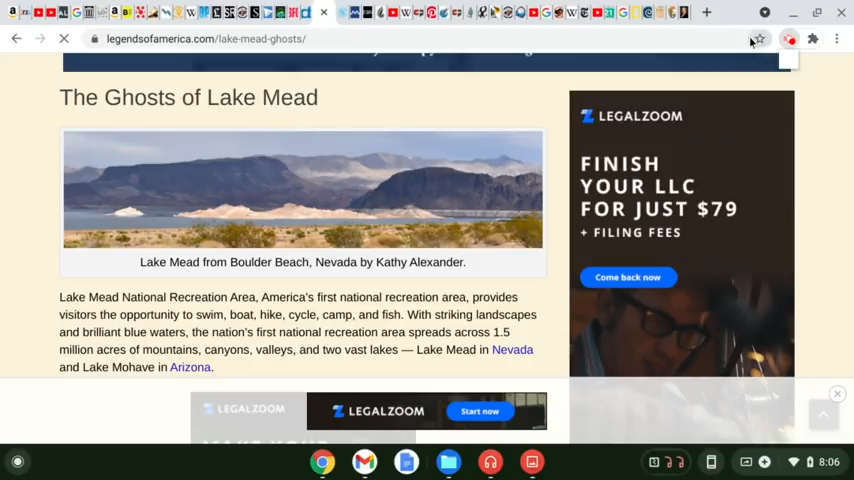 legendsofamerica.com/lake-mead-ghosts/
The Ghosts of Lake Mead
Lake Mead from Boulder Beach, Nevada by Kathy Alexander.
Lake Mead National Recreation Area, America's first national recreation area, provides
visitors the opportunity to swim, boat, hike, cycle, camp, and fish. With striking landscapes
and brilliant blue waters, the nation's first national recreation area spreads across 1.5
million acres of mountains, canyons, valleys, and two vast lakes — Lake Mead in Nevada
and Lake Mohave in Arizona.
LEGALZOOM
FINISH
YOUR LLC
FOR JUST $79
+ FILING FEES
Come back now
LEGALZOOM
LEGALZOOM
Start now
8:06